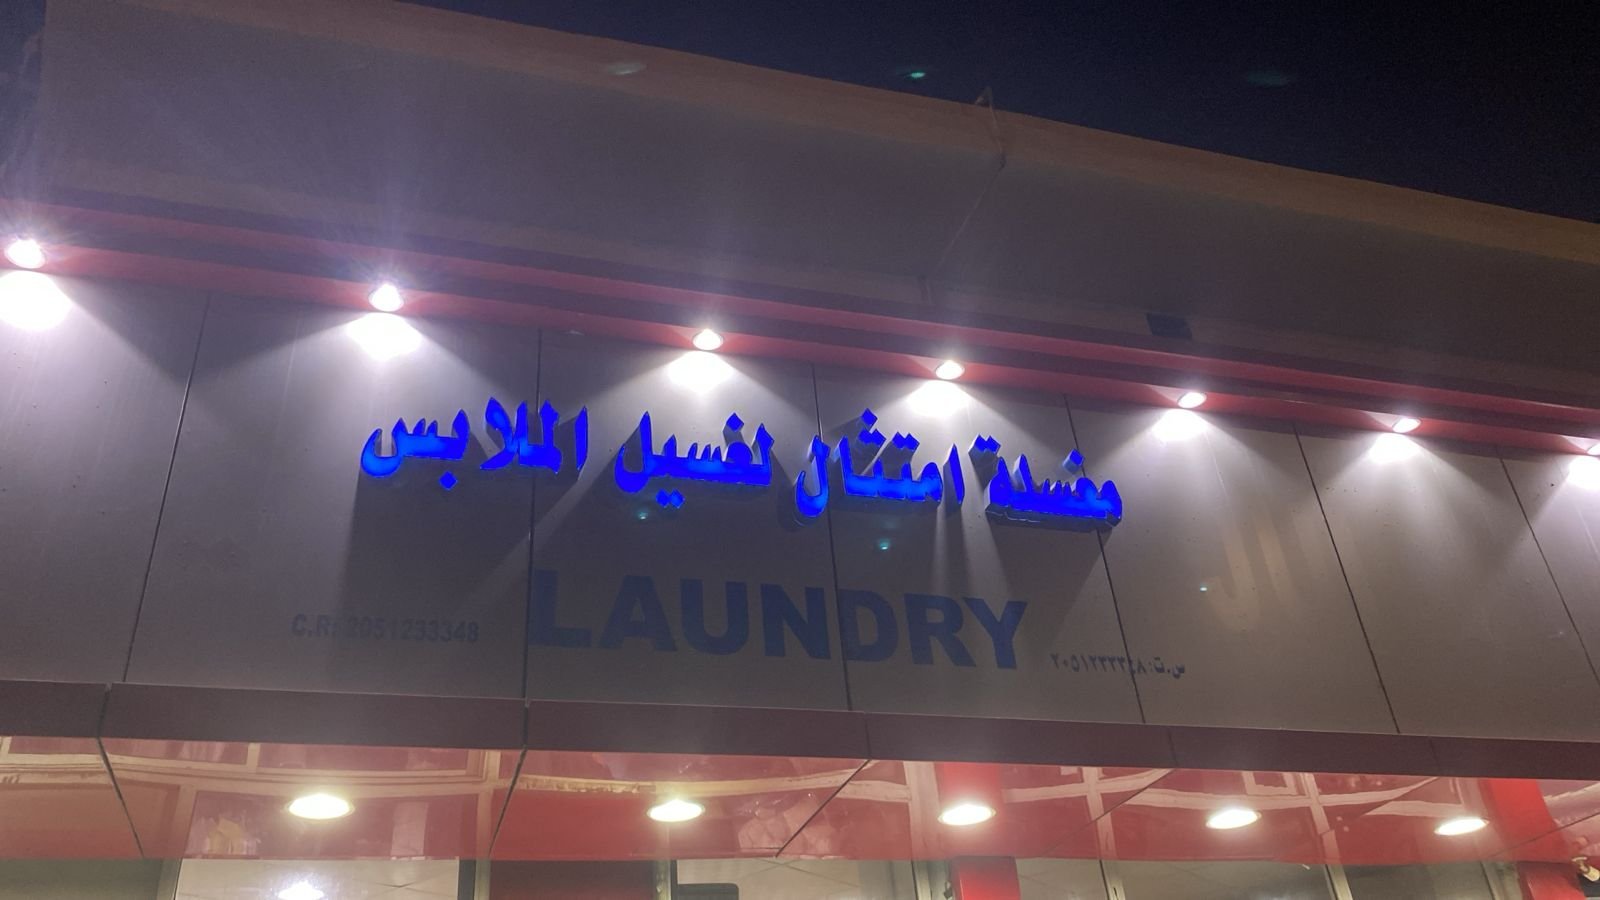 مغسلة امتثال لغسيل الملابس
LAUNDRY
C.R: 2051233348
س.ت: ٢٠٥١٢٣٣٣٤٨